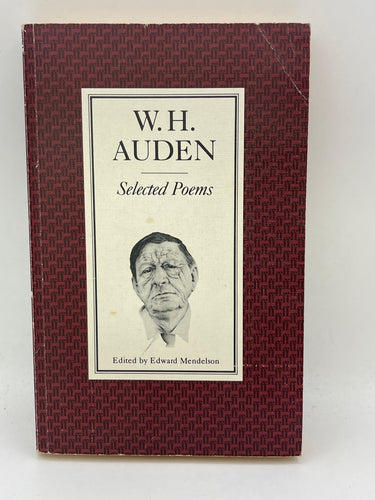 W. H.
AUDEN
Selected Poems
Edited by Edward Mendelson